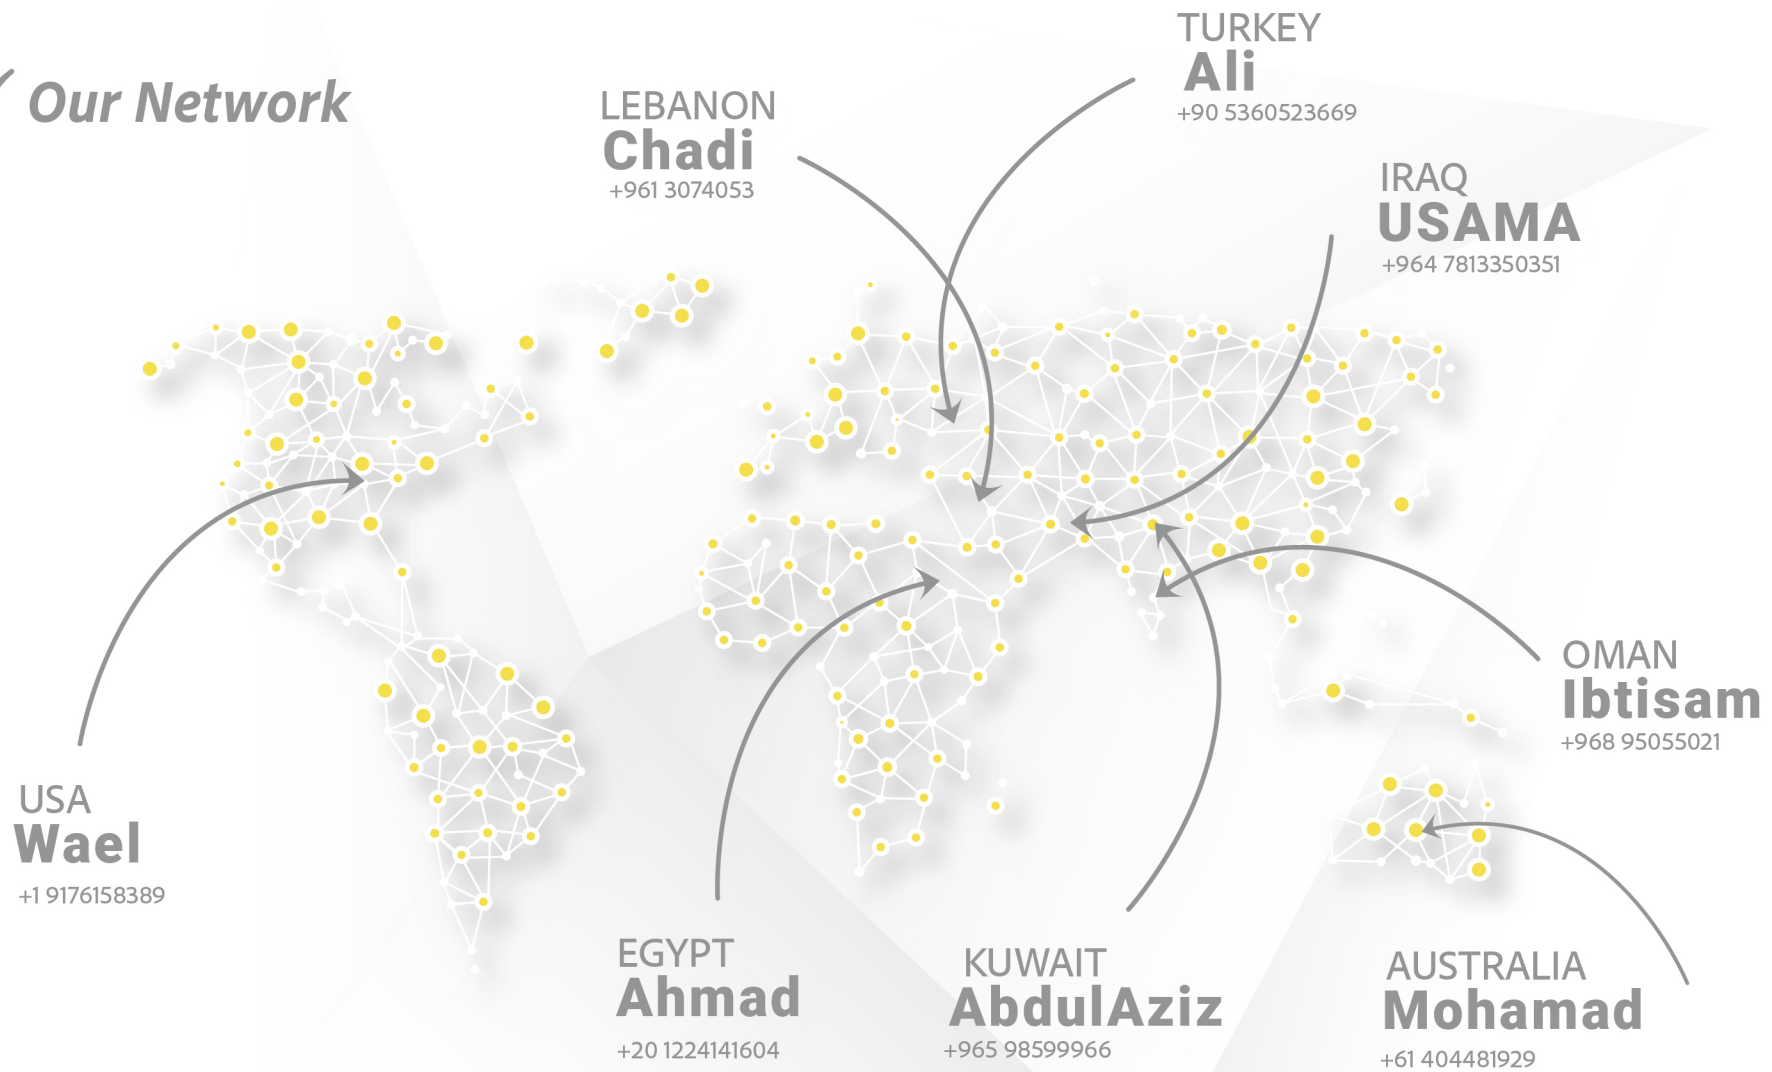 Our Network
LEBANON
Chadi
+961 3074053
TURKEY
Ali
+90 5360523669
IRAQ
USAMA
+964 7813350351
OMAN
Ibtisam
+968 95055021
USA
Wael
+1 9176158389
EGYPT
Ahmad
+20 1224141604
KUWAIT
AbdulAziz
+965 98599966
AUSTRALIA
Mohamad
+61 404481929